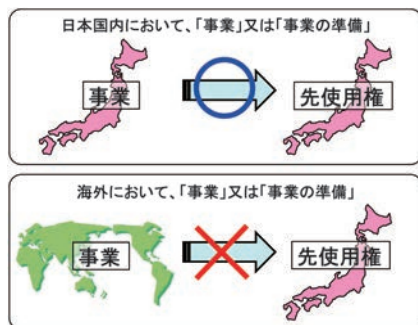 日本国内において、「事業」又は「事業の準備」
事業
先使用権
海外において、「事業」又は「事業の準備」
事業
先使用権